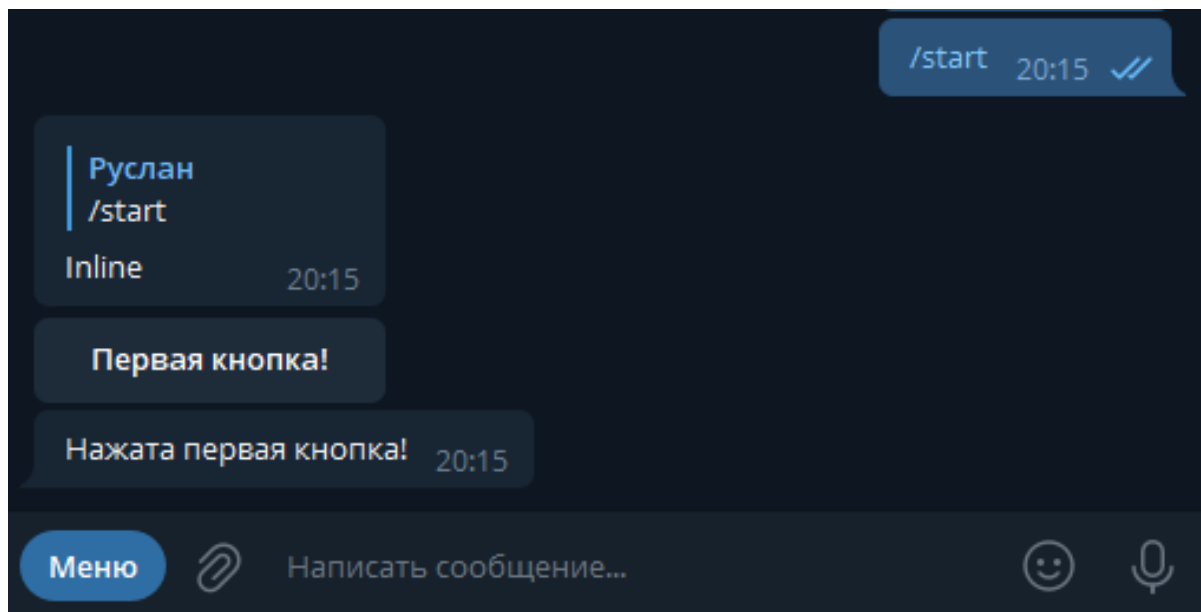 /start 20:15
Руслан
/start
Inline 20:15
Первая кнопка!
Нажата первая кнопка! 20:15
Меню Написать сообщение...